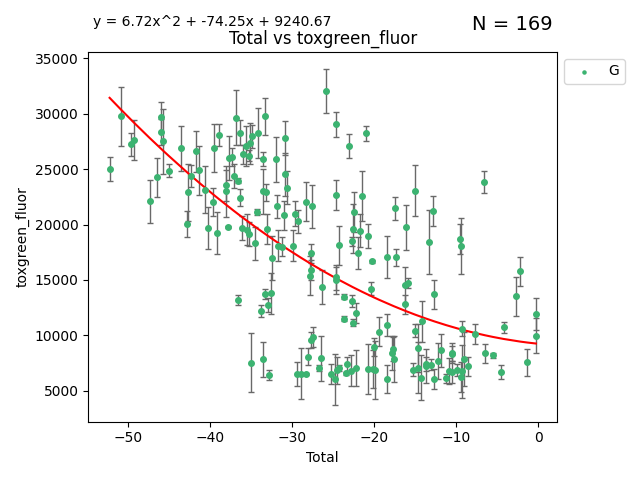 y = 6.72x^2 + -74.25x + 9240.67
N = 169
Total vs toxgreen_fluor
G
35000
30000
25000
20000
15000
10000
5000
toxgreen_fluor
−50 −40 −30 −20 −10 0
Total